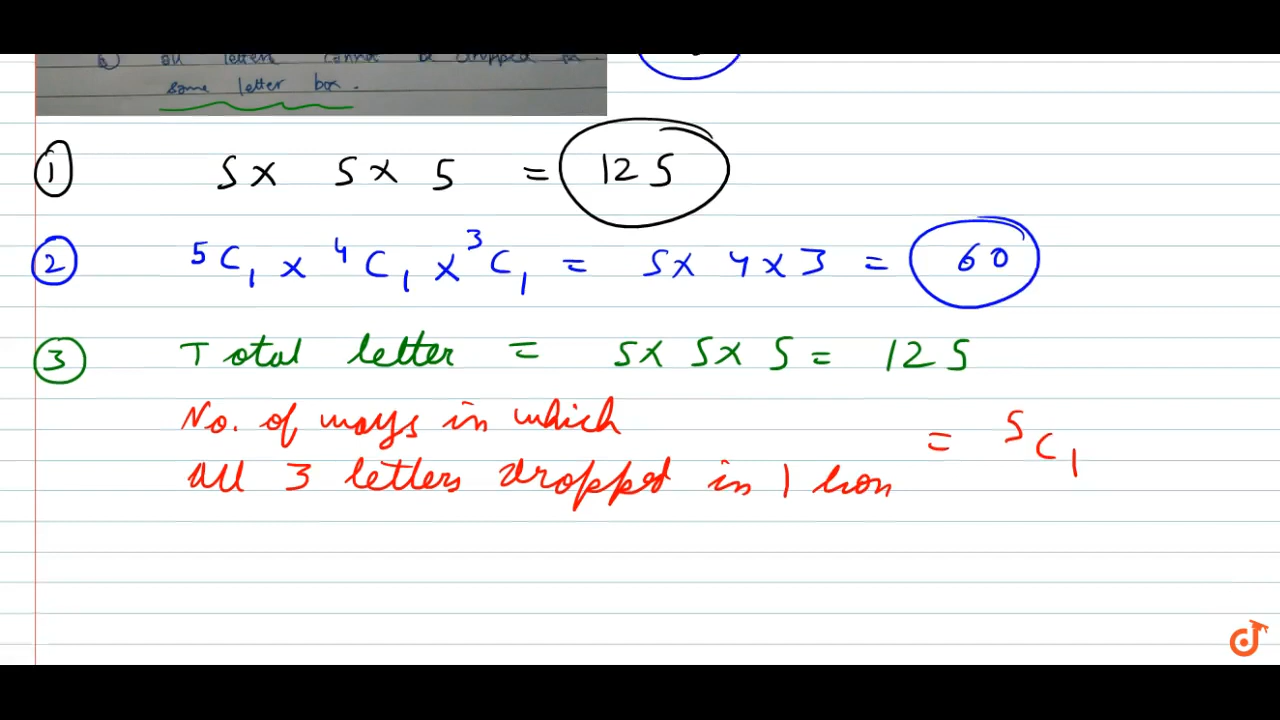 all letters cannot be dropped in
same letter box.
① 5× 5× 5 = 125
② ⁵C₁ × ⁴C₁ × ³C₁ = 5× 4×3 = 60
③ Total letter = 5× 5× 5 = 125
No. of ways in which
All 3 letters dropped in 1 box = ⁵C₁